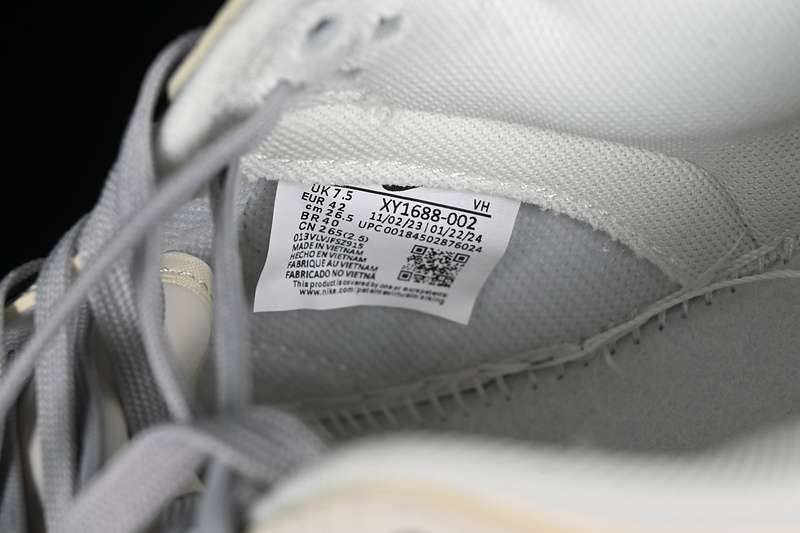 UK 7.5
EUR 42
cm 26.5
BR 40
CN 265(2.5)
VH
XY1688-002
11/02/23 | 01/22/24
UPC 00184502876024
013VLVJFSZ91S
MADE IN VIETNAM
HECHO EN VIETNAM
FABRIQUE AU VIETNAM
FABRICADO NO VIETNÃ
This product is covered by one or more patents